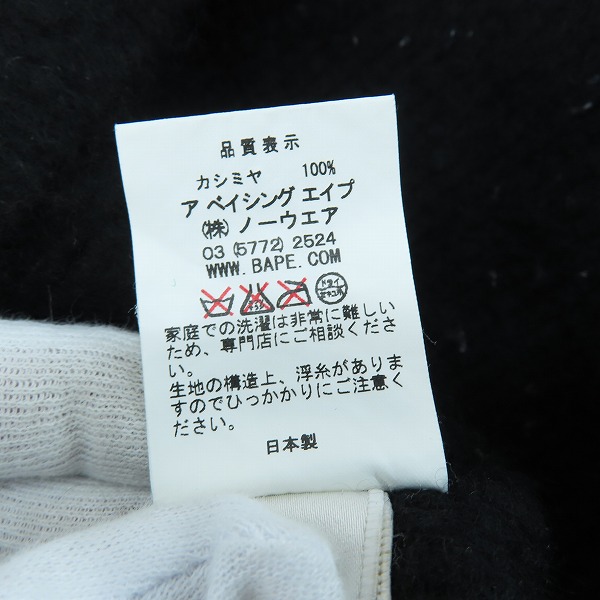 品質表示
カシミヤ 100%
ア ベイシング エイプ
㈱ ノーウエア
03 (5772) 2524
WWW.BAPE.COM
ドライ
家庭での洗濯は非常に難しい
ため、専門店にご相談くださ
い。
生地の構造上、浮糸がありま
すのでひっかかりにご注意く
ださい。
日本製